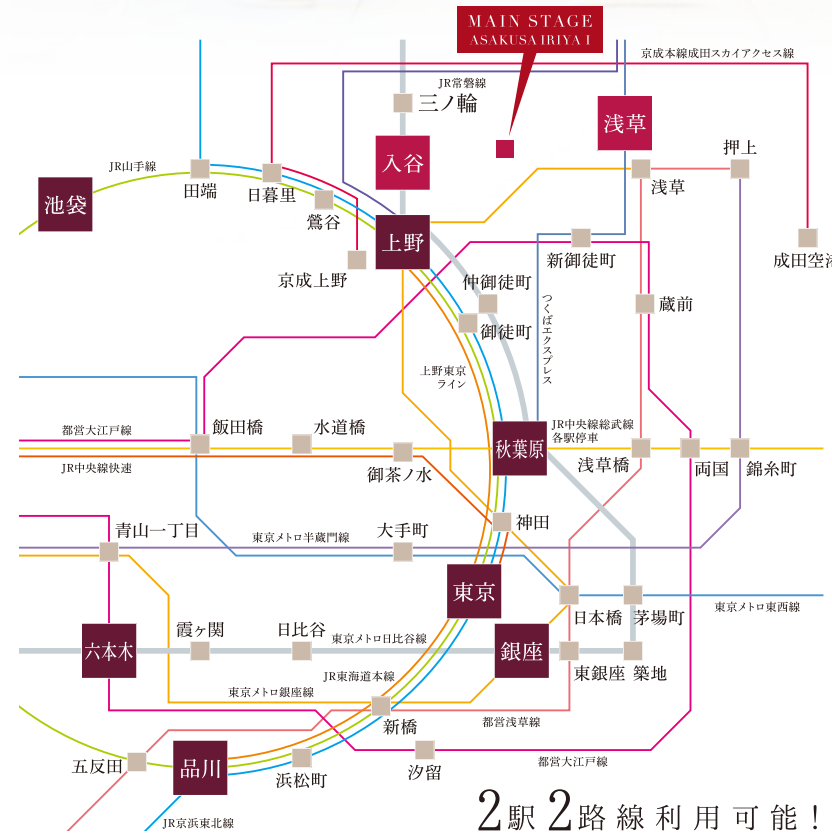 MAIN STAGE
ASAKUSA IRIYA I
京成本線成田スカイアクセス線
JR常磐線
三ノ輪
浅草
入谷
押上
JR山手線
田端
日暮里
浅草
池袋
鶯谷
上野
新御徒町
成田空港
京成上野
仲御徒町
つくばエクスプレス
蔵前
御徒町
上野東京
ライン
都営大江戸線
飯田橋
水道橋
秋葉原
JR中央線総武線
各駅停車
JR中央線快速
御茶ノ水
浅草橋
両国
錦糸町
青山一丁目
東京メトロ半蔵門線
大手町
神田
東京
日本橋
茅場町
東京メトロ東西線
六本木
霞ヶ関
日比谷
東京メトロ日比谷線
銀座
東銀座
築地
JR東海道本線
東京メトロ銀座線
新橋
都営浅草線
五反田
品川
浜松町
汐留
都営大江戸線
JR京浜東北線
2駅2路線利用可能!